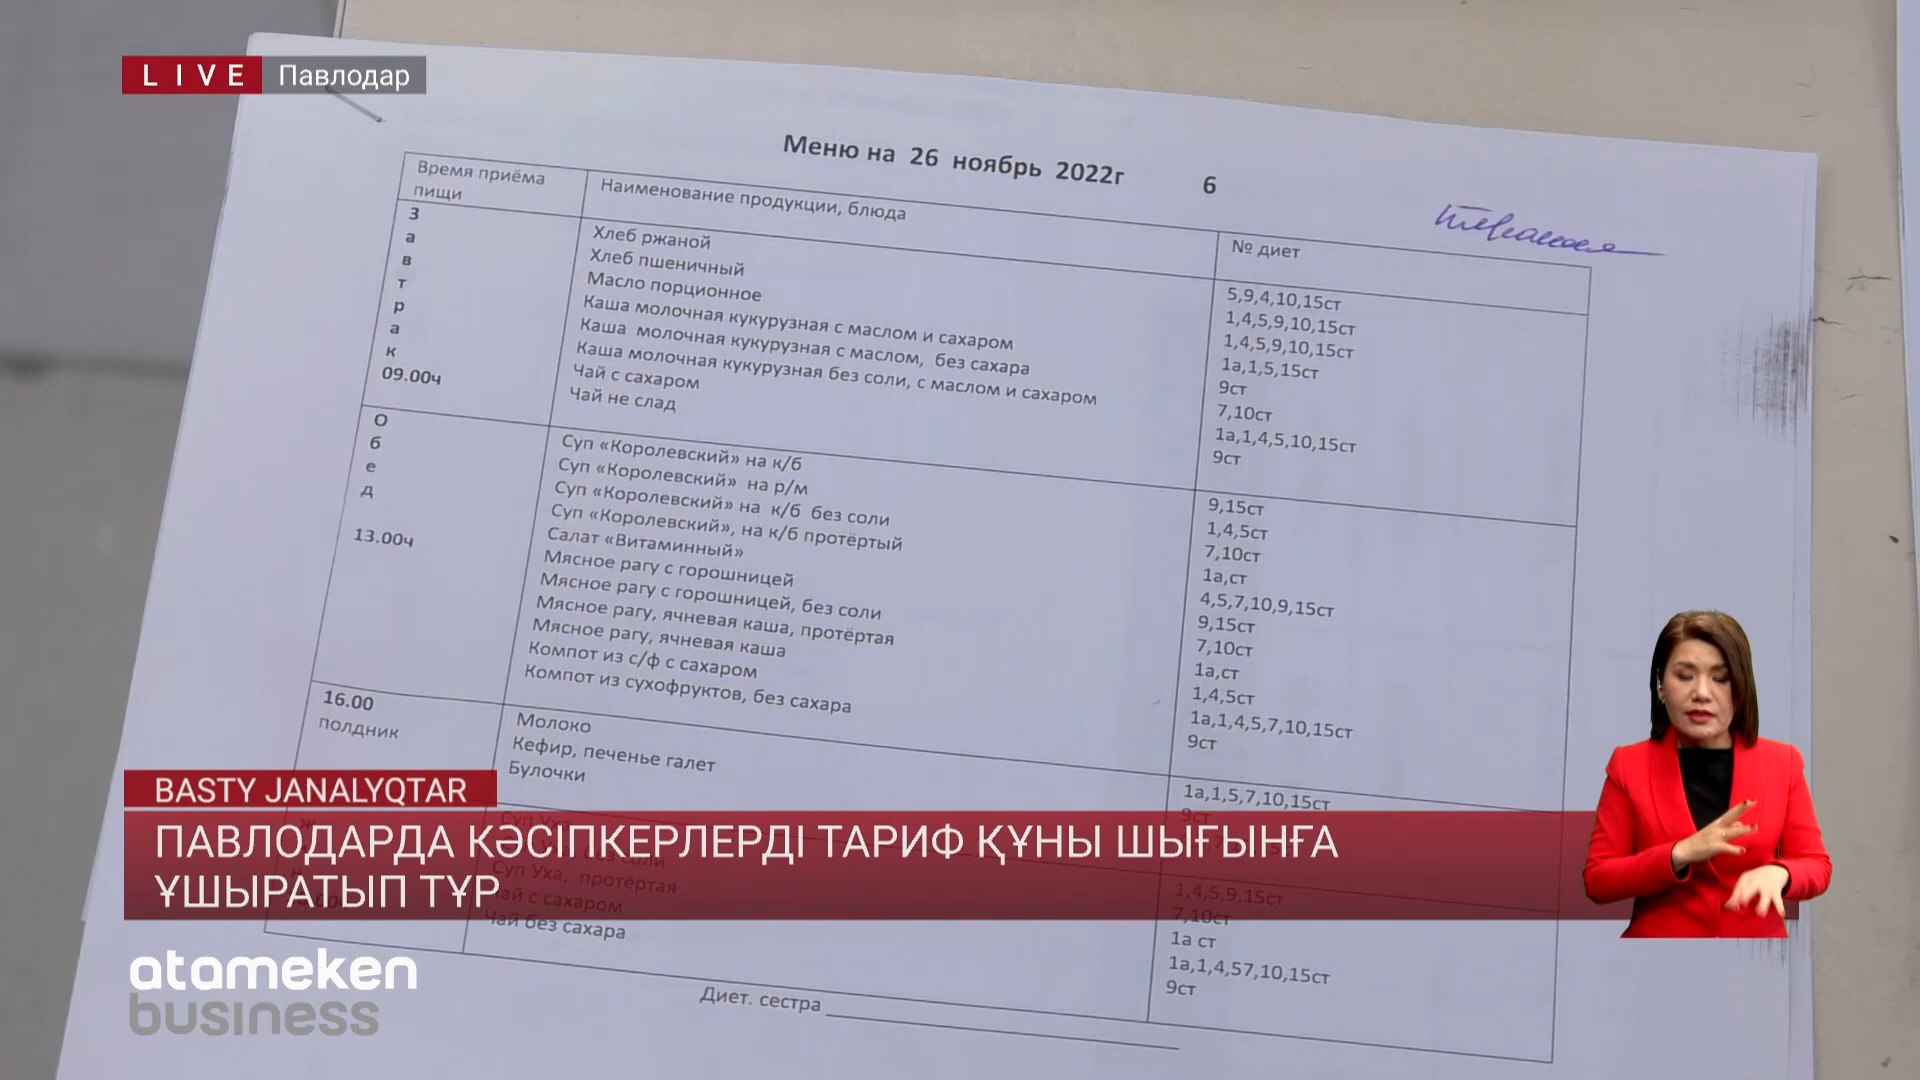 LIVE Павлодар
Меню на 26 ноябрь 2022г 6
Время приёма пищи
Наименование продукции, блюда
№ диет
Завтрак
09.00ч
Хлеб ржаной 5,9,4,10,15ст
Хлеб пшеничный 1,4,5,9,10,15ст
Масло порционное 1,4,5,9,10,15ст
Каша молочная кукурузная с маслом и сахаром 1а,1,5,15ст
Каша молочная кукурузная с маслом, без сахара 9ст
Каша молочная кукурузная без соли, с маслом и сахаром 7,10ст
Чай с сахаром 1а,1,4,5,10,15ст
Чай не слад 9ст
Обед
13.00ч
Суп «Королевский» на к/б 9,15ст
Суп «Королевский» на р/м 1,4,5ст
Суп «Королевский» на к/б без соли 7,10ст
Суп «Королевский», на к/б протёртый 1а,ст
Салат «Витаминный» 4,5,7,10,9,15ст
Мясное рагу с горошницей 9,15ст
Мясное рагу с горошницей, без соли 7,10ст
Мясное рагу, ячневая каша, протёртая 1а,ст
Мясное рагу, ячневая каша 1,4,5ст
Компот из с/ф с сахаром 1а,1,4,5,7,10,15ст
Компот из сухофруктов, без сахара 9ст
16.00
полдник
Молоко 1а,1,5,7,10,15ст
Кефир, печенье галет 9ст
Булочки
BASTY JANALYQTAR
ПАВЛОДАРДА КӘСІПКЕРЛЕРДІ ТАРИФ ҚҰНЫ ШЫҒЫНҒА
ҰШЫРАТЫП ТҰР
Суп Уха 1,4,5,9,15ст
без соли 7,10ст
Суп Уха, протёртая 1а ст
Чай с сахаром 1а,1,4,57,10,15ст
Чай без сахара 9ст
Диет. сестра
atameken
business